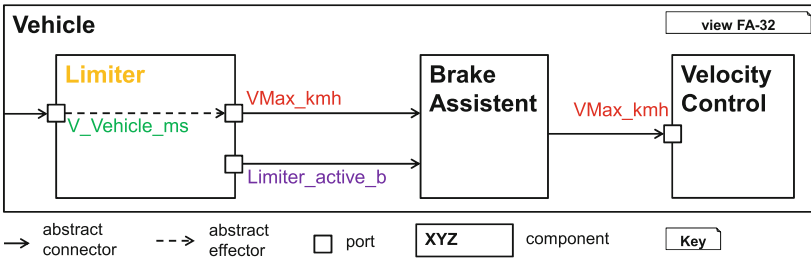 Vehicle
view FA-32
Limiter
Brake
Assistent
Velocity
Control
VMax_kmh
VMax_kmh
V_Vehicle_ms
Limiter_active_b
abstract
connector
abstract
effector
port
XYZ
component
Key